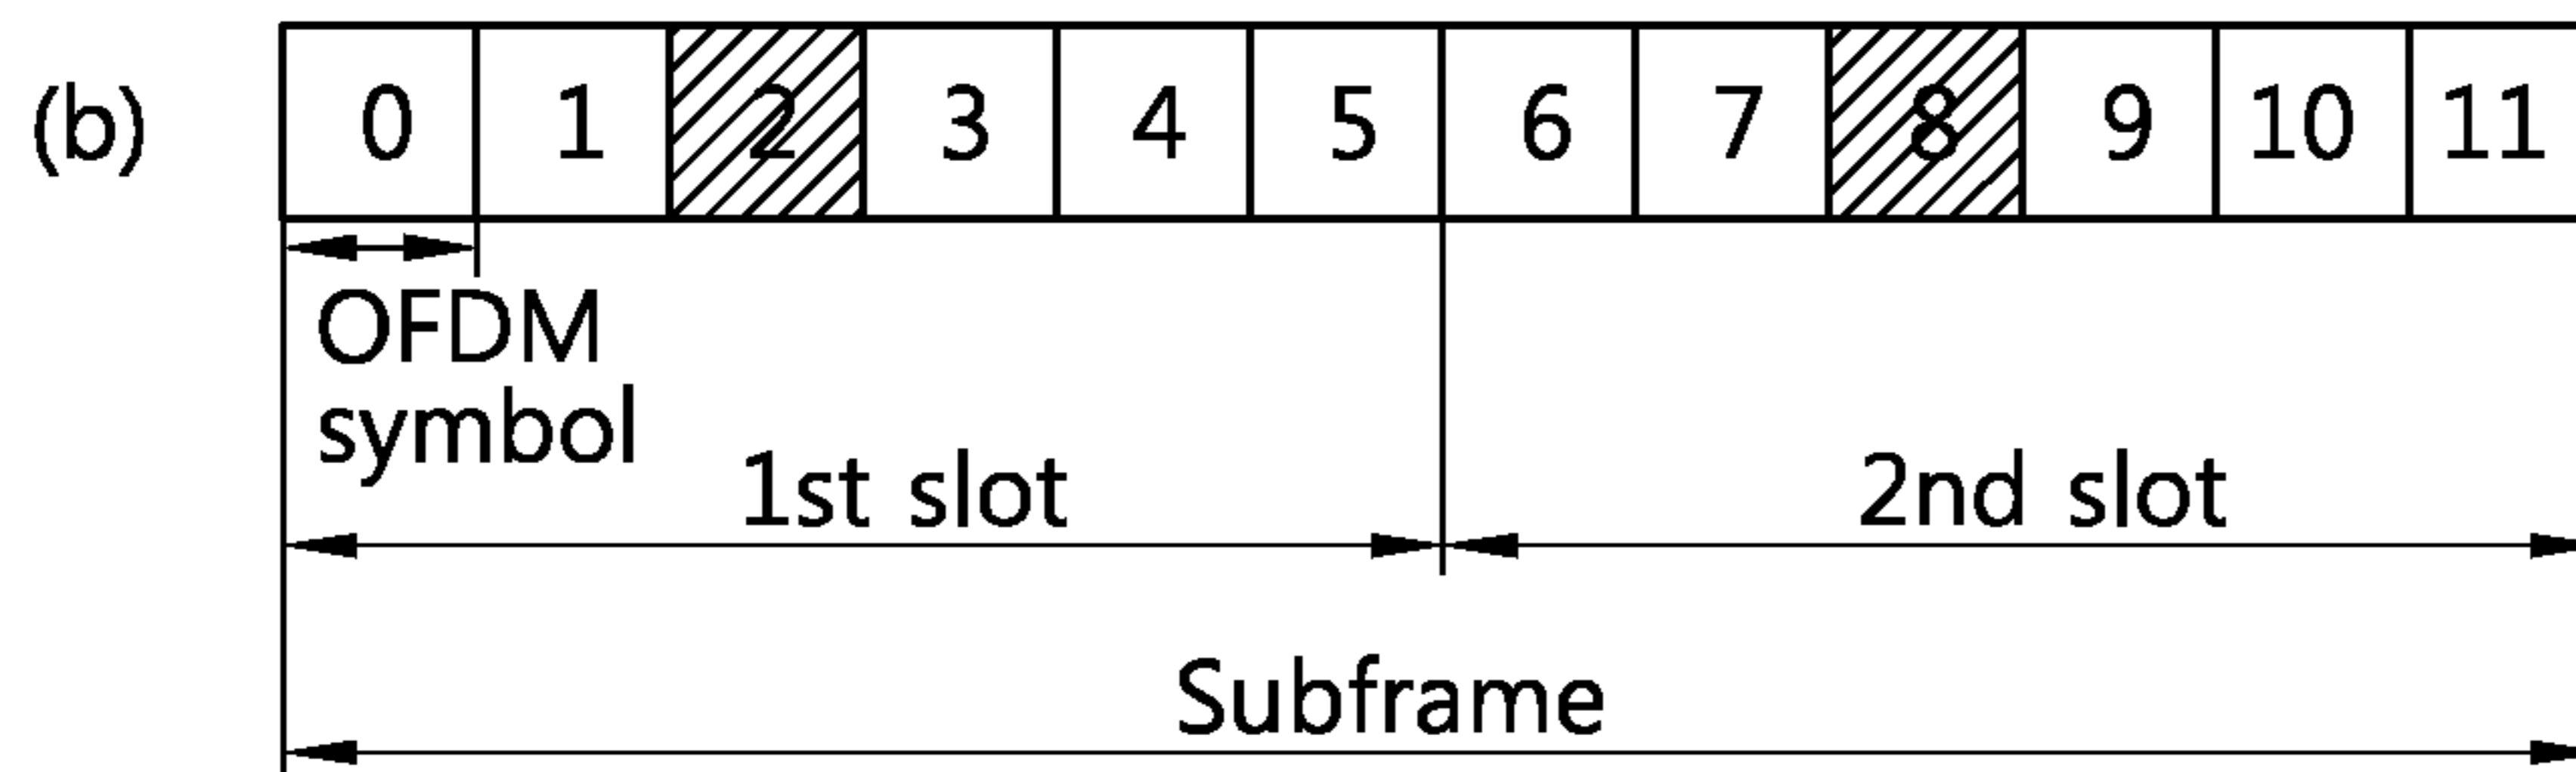 (b) 0 1 2 3 4 5 6 7 8 9 10 11
OFDM
symbol
1st slot 2nd slot
Subframe